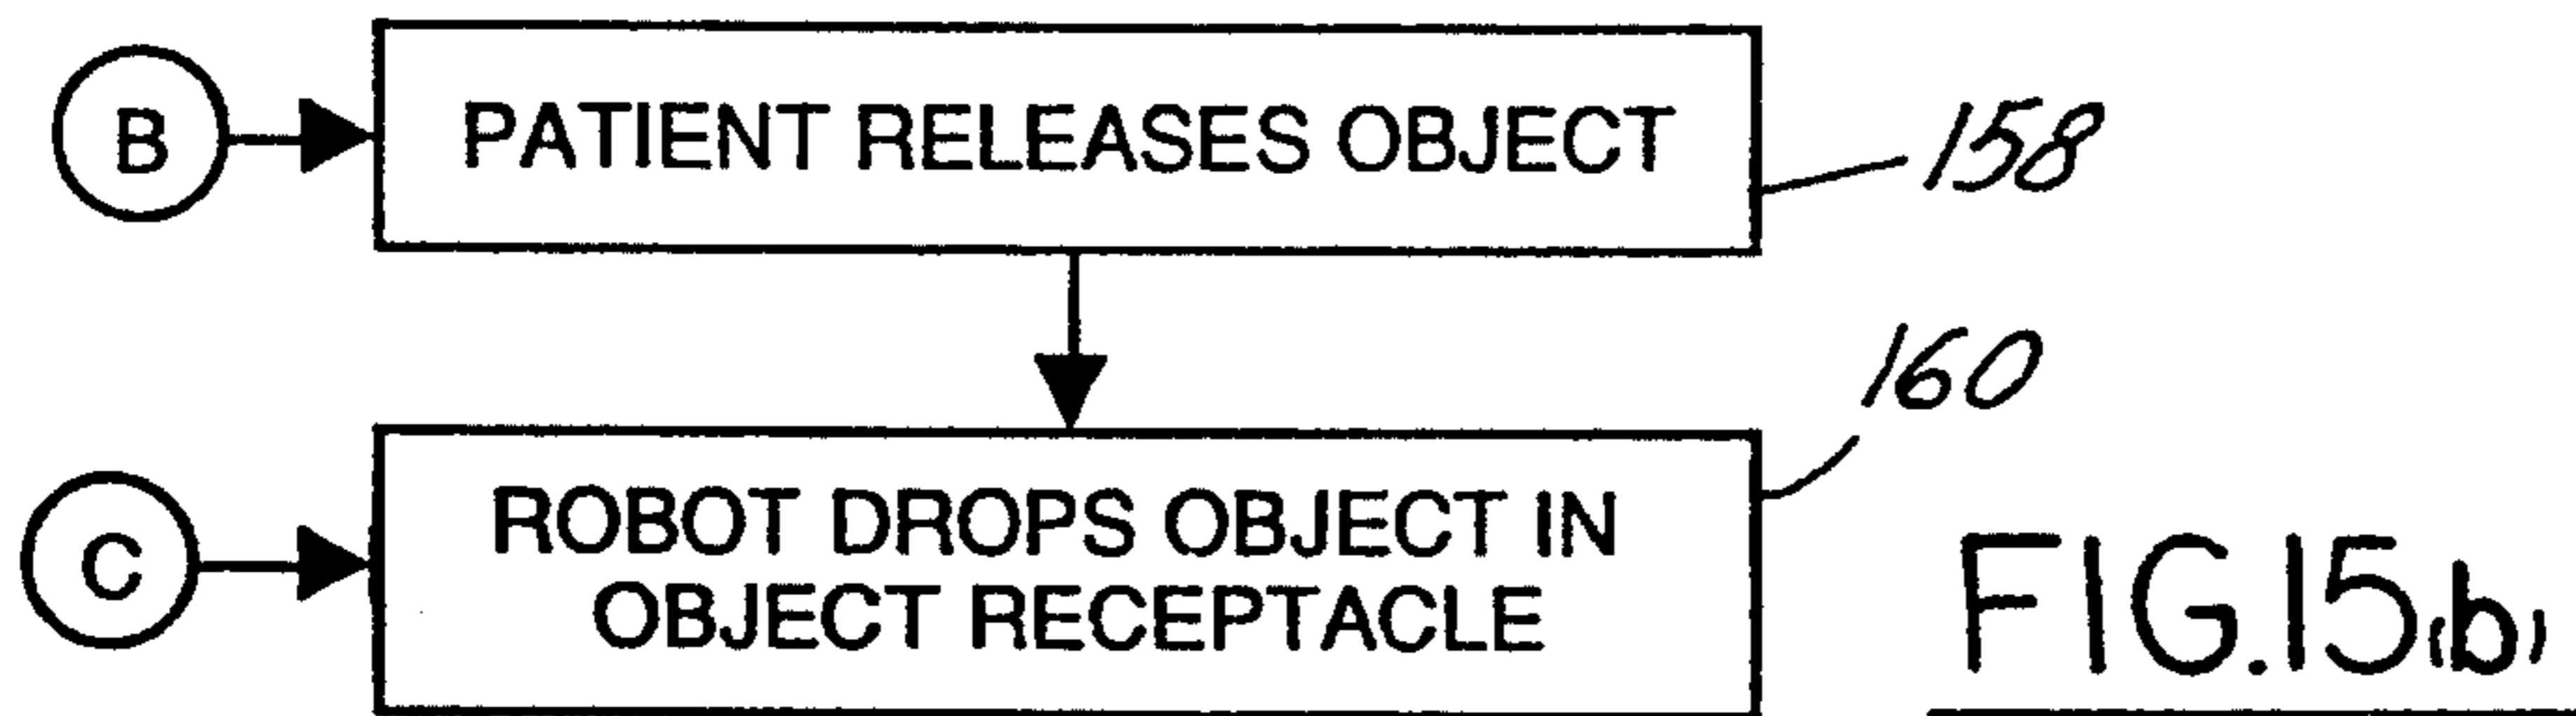 B
PATIENT RELEASES OBJECT
158
160
C
ROBOT DROPS OBJECT IN
OBJECT RECEPTACLE
FIG.15(b)